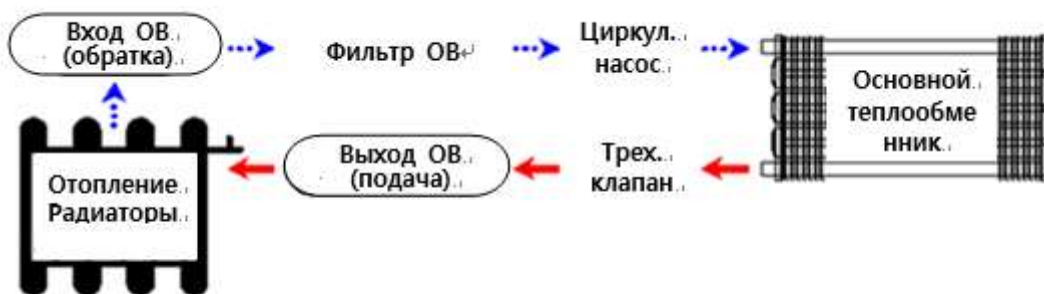 Вход ОВ
(обратка)
Фильтр ОВ
Циркул.
насос
Основной
теплообме
нник
Отопление
Радиаторы
Выход ОВ
(подача)
Трех.
клапан